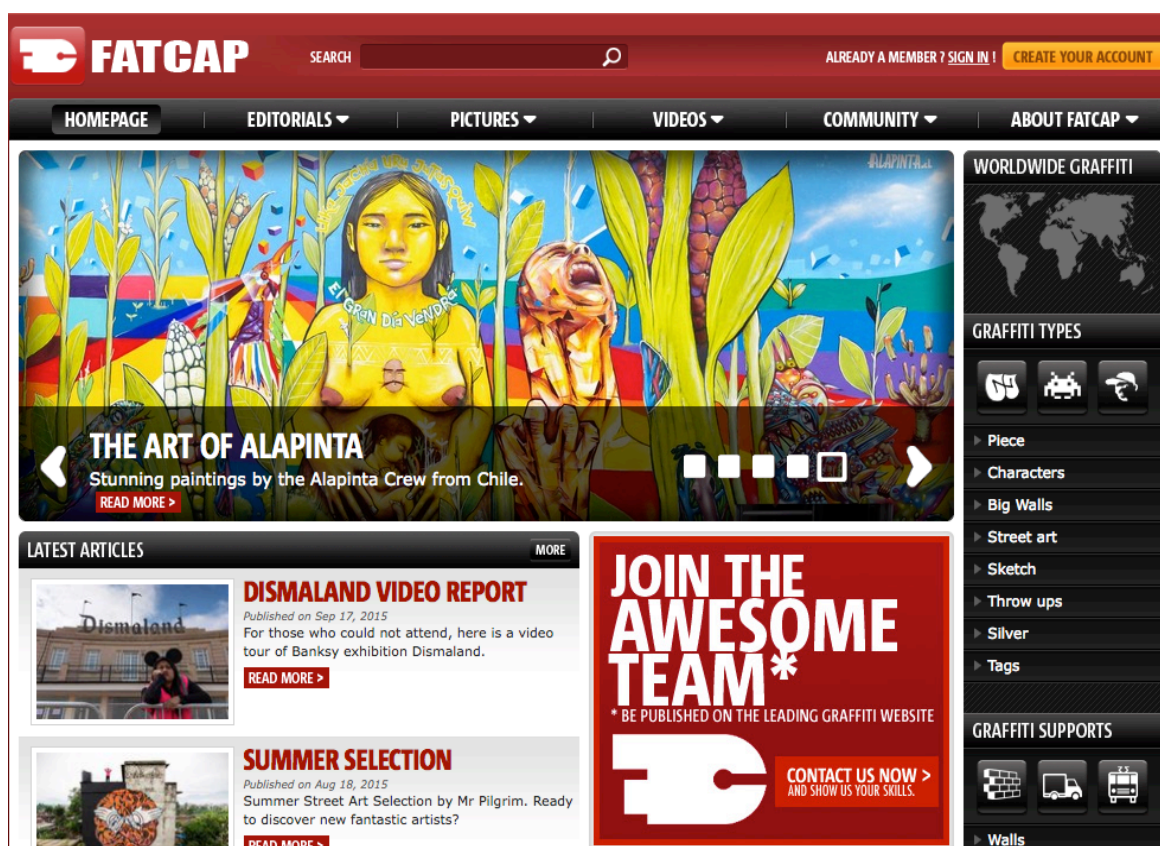 FATCAP
SEARCH
ALREADY A MEMBER ? SIGN IN !
CREATE YOUR ACCOUNT
HOMEPAGE
EDITORIALS
PICTURES
VIDEOS
COMMUNITY
ABOUT FATCAP
EL GRAN DÍA VENDRÁ
THE ART OF ALAPINTA
Stunning paintings by the Alapinta Crew from Chile.
READ MORE >
WORLDWIDE GRAFFITI
GRAFFITI TYPES
Piece
Characters
Big Walls
Street art
Sketch
Throw ups
Silver
Tags
GRAFFITI SUPPORTS
Walls
LATEST ARTICLES
MORE
Dismaland
DISMALAND VIDEO REPORT
Published on Sep 17, 2015
For those who could not attend, here is a video
tour of Banksy exhibition Dismaland.
READ MORE >
SUMMER SELECTION
Published on Aug 18, 2015
Summer Street Art Selection by Mr Pilgrim. Ready
to discover new fantastic artists?
READ MORE >
JOIN THE
AWESOME
TEAM*
* BE PUBLISHED ON THE LEADING GRAFFITI WEBSITE
CONTACT US NOW >
AND SHOW US YOUR SKILLS.